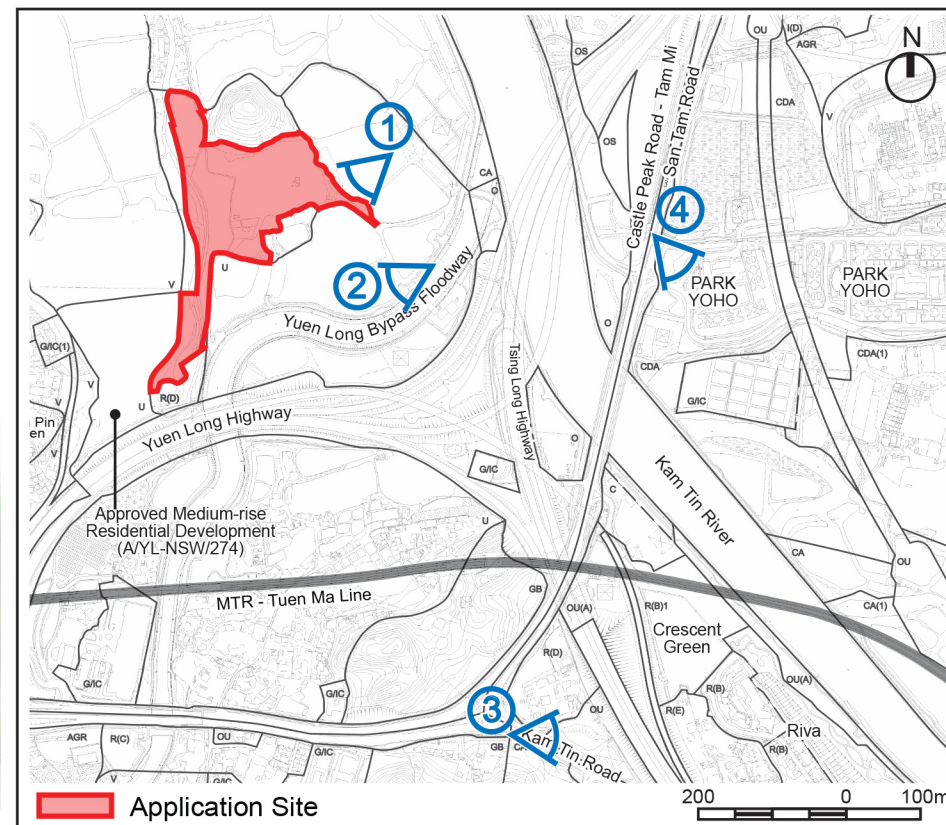 OU
I(D)
AGR
N
OS
CDA
V
1
OS
Castle Peak Road - Tam Mi
San Tam Road
CA
O
4
U
PARK
YOHO
PARK
YOHO
2
V
Yuen Long Bypass Floodway
O
G/IC(1)
V
CDA
CDA(1)
Tsing Long Highway
R(D)
U
G/IC
Pin
en
V
Yuen Long Highway
O
G/IC
C
Kam Tin River
Approved Medium-rise
Residential Development
(A/YL-NSW/274)
U
CA
OU
MTR - Tuen Ma Line
GB
OU(A)
R(B)1
CA(1)
Crescent
Green
R(D)
G/IC
G/IC
OU(A)
R(B)
3
OU
R(E)
Riva
AGR
R(C)
OU
G/IC
GB
Kam Tin Road
R(B)
V
Application Site
200
0
100m